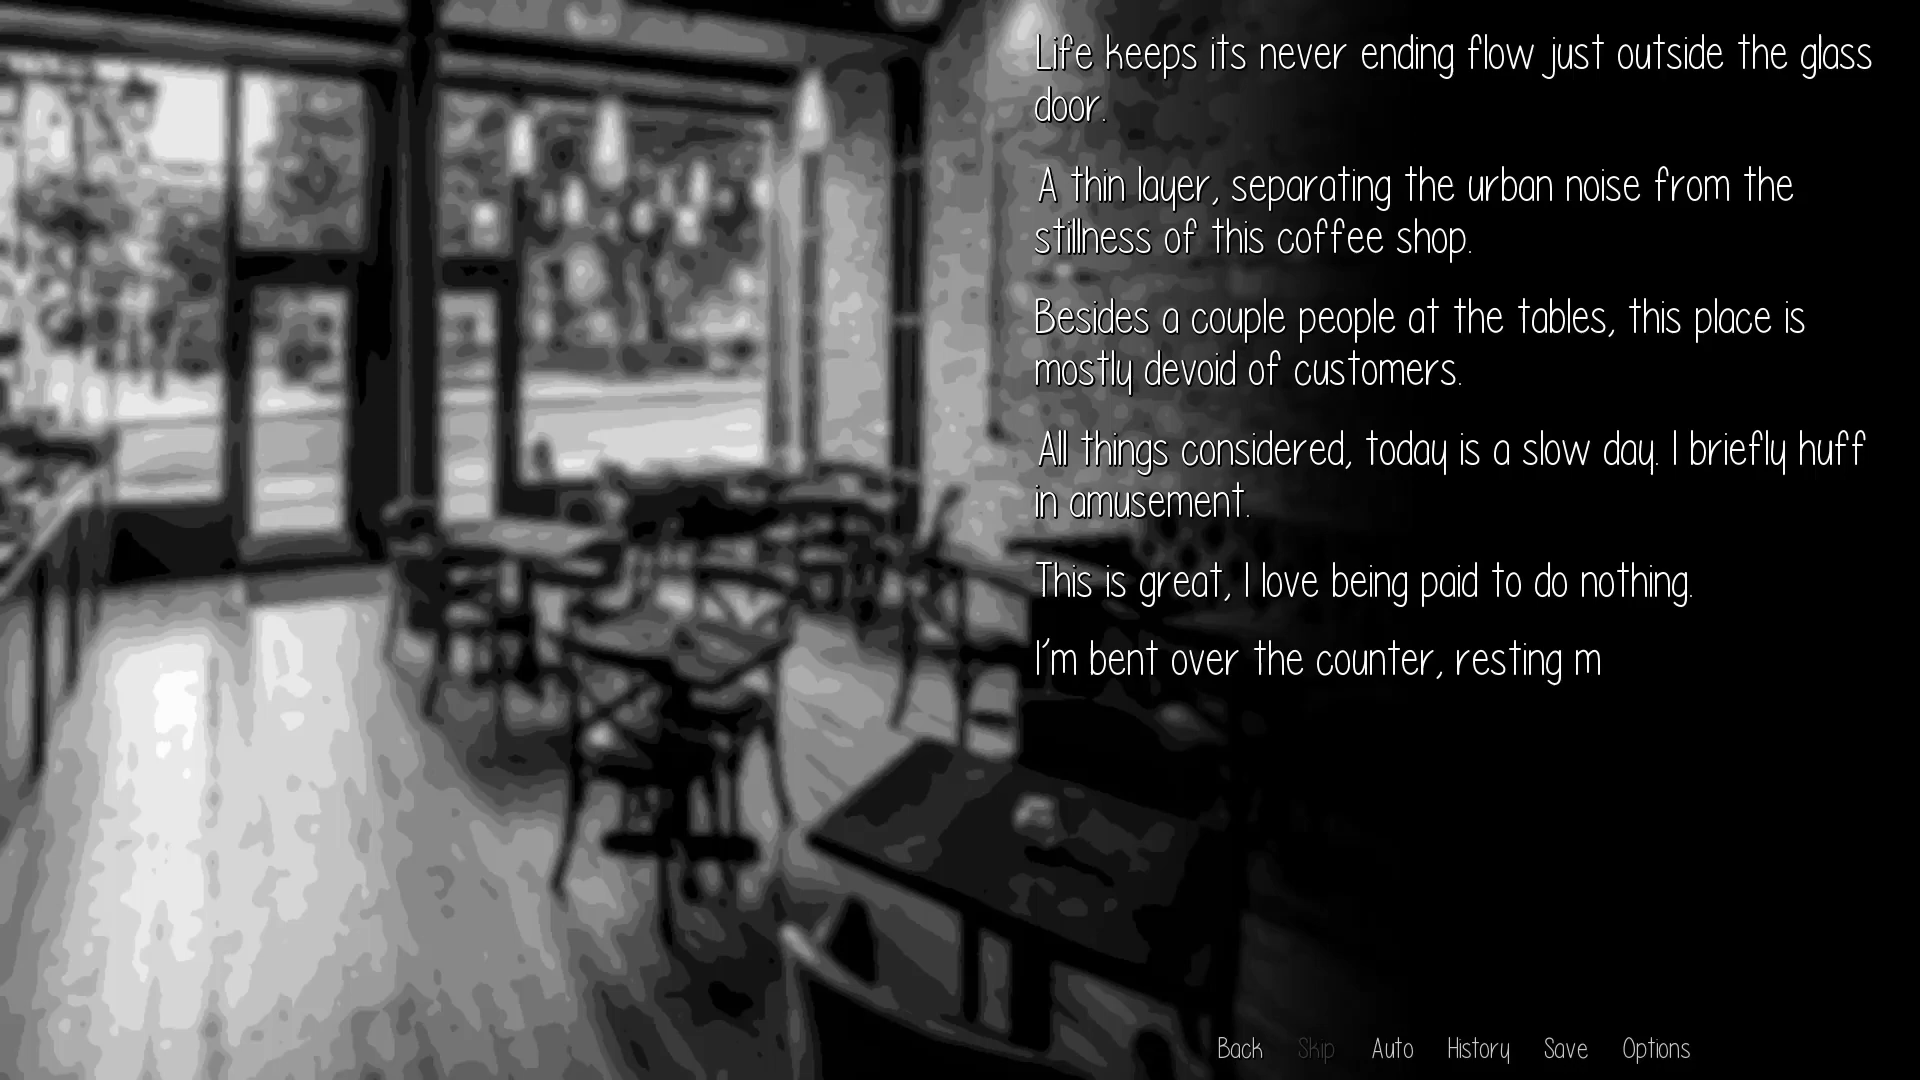 Life keeps its never ending flow just outside the glass
door.
A thin layer, separating the urban noise from the
stillness of this coffee shop.
Besides a couple people at the tables, this place is
mostly devoid of customers.
All things considered, today is a slow day. I briefly huff
in amusement.
This is great, I love being paid to do nothing.
I'm bent over the counter, resting m
Back Skip Auto History Save Options